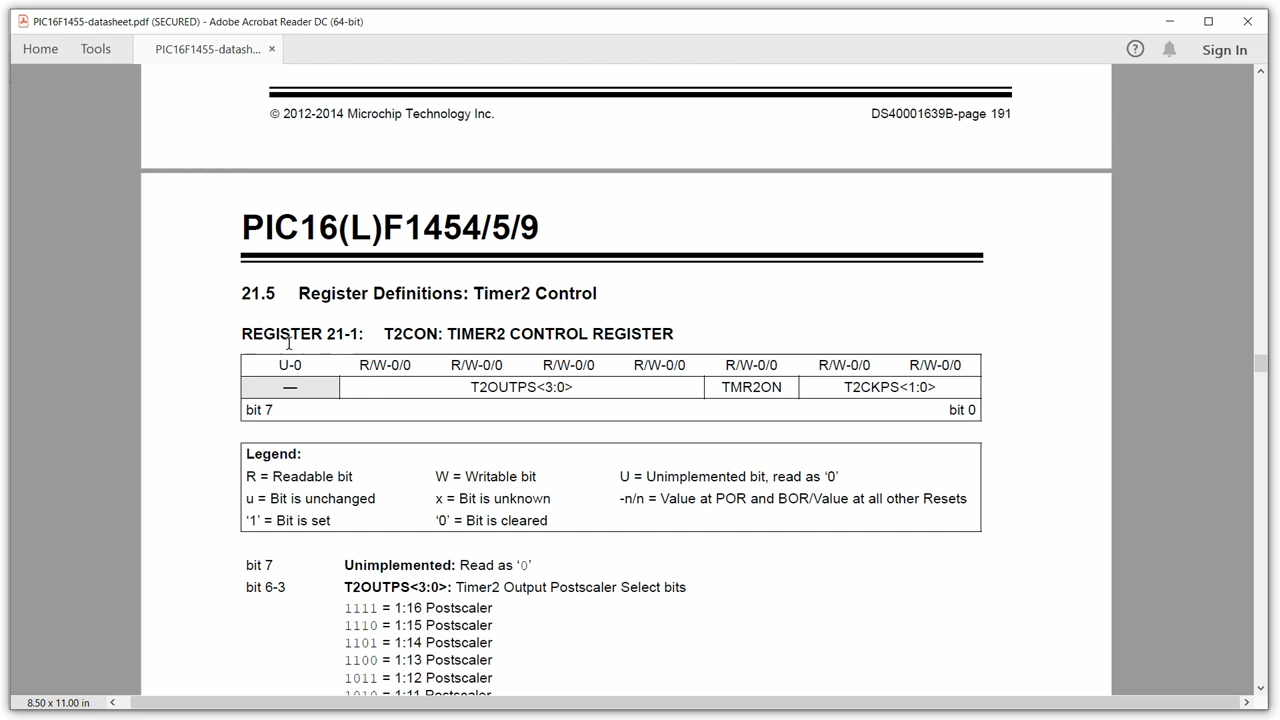 PIC16F1455-datasheet.pdf (SECURED) - Adobe Acrobat Reader DC (64-bit)
Home Tools PIC16F1455-datash... × Sign In
© 2012-2014 Microchip Technology Inc. DS40001639B-page 191
PIC16(L)F1454/5/9
21.5 Register Definitions: Timer2 Control
REGISTER 21-1: T2CON: TIMER2 CONTROL REGISTER
U-0 R/W-0/0 R/W-0/0 R/W-0/0 R/W-0/0 R/W-0/0 R/W-0/0 R/W-0/0
— T2OUTPS<3:0> TMR2ON T2CKPS<1:0>
bit 7 bit 0
Legend:
R = Readable bit W = Writable bit U = Unimplemented bit, read as ‘0’
u = Bit is unchanged x = Bit is unknown -n/n = Value at POR and BOR/Value at all other Resets
‘1’ = Bit is set ‘0’ = Bit is cleared
bit 7 Unimplemented: Read as ‘0’
bit 6-3 T2OUTPS<3:0>: Timer2 Output Postscaler Select bits
1111 = 1:16 Postscaler
1110 = 1:15 Postscaler
1101 = 1:14 Postscaler
1100 = 1:13 Postscaler
1011 = 1:12 Postscaler
1010 = 1:11 Postscaler
8.50 x 11.00 in